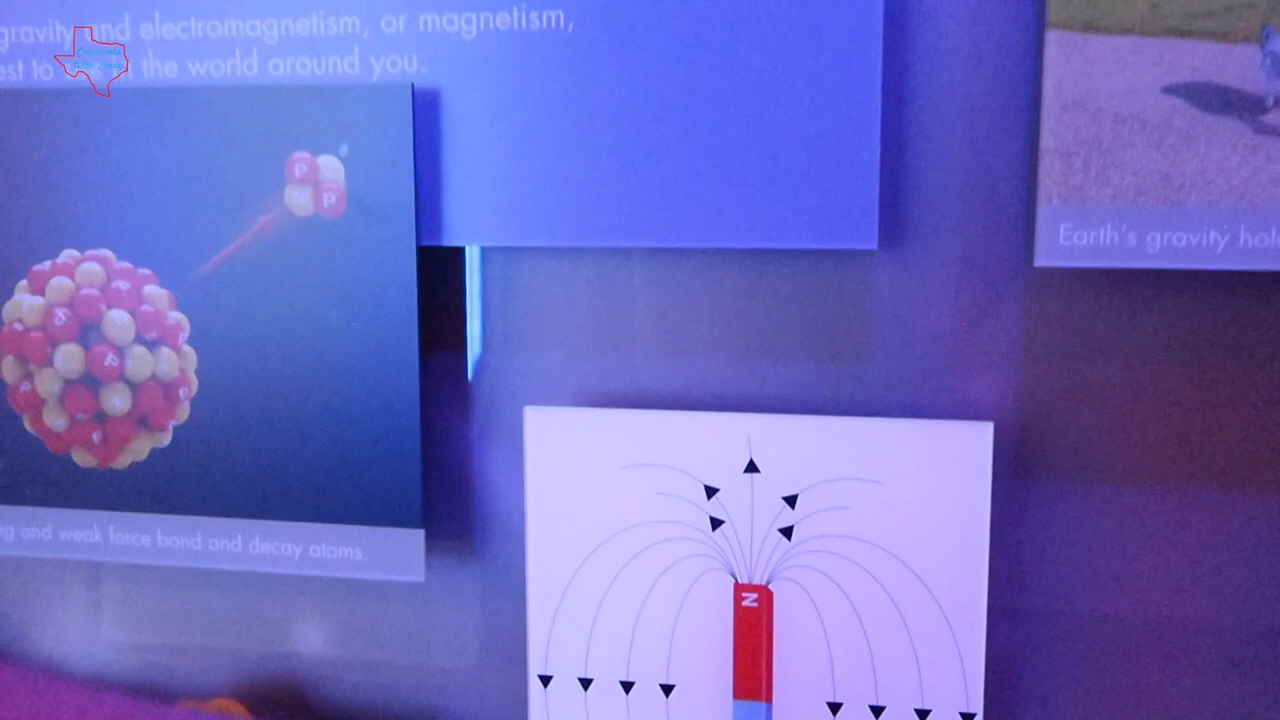 gravity and electromagnetism, or magnetism,
est to the world around you.
Earth's gravity hol
P
N
P
P
P
P
ng and weak force bond and decay atoms.
N